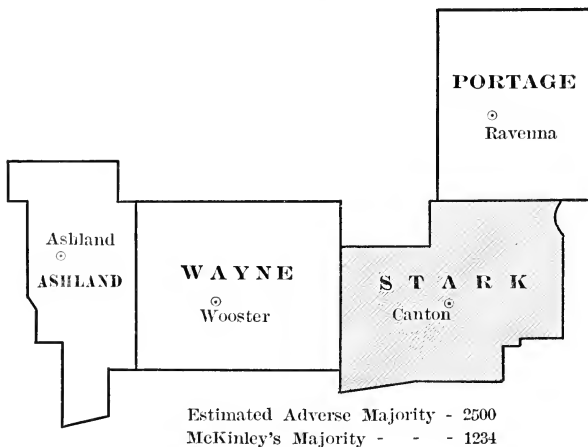 PORTAGE
Ravenna
Ashland
ASHLAND
WAYNE
Wooster
STARK
Canton
Estimated Adverse Majority - 2500
McKinley's Majority - - - 1234